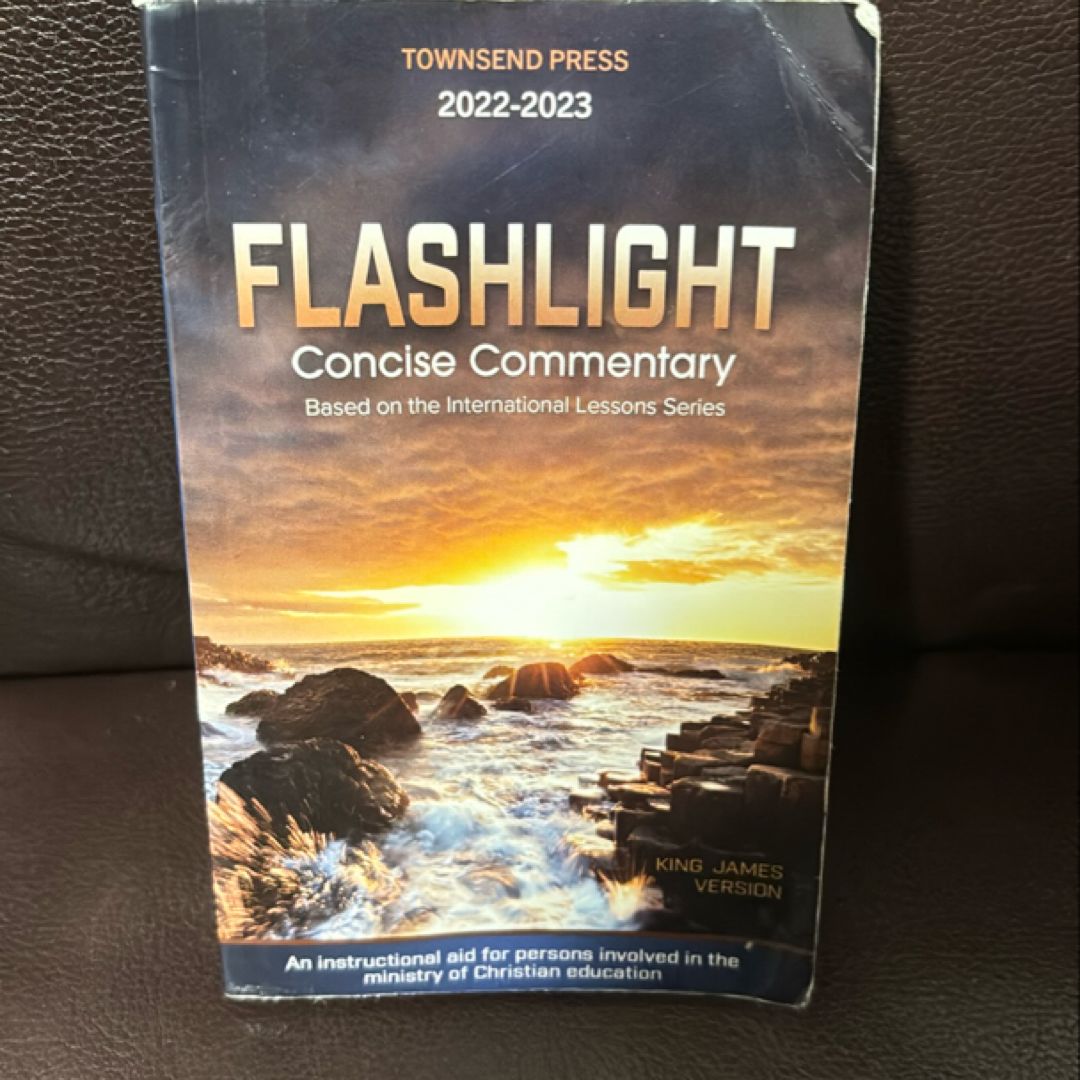 TOWNSEND PRESS
2022-2023
FLASHLIGHT
Concise Commentary
Based on the International Lessons Series
KING JAMES
VERSION
An instructional aid for persons involved in the
ministry of Christian education